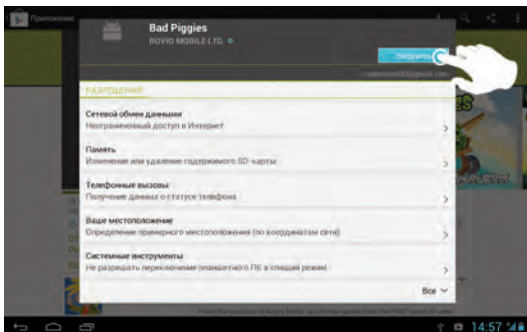 Приложения
Bad Piggies
ROVIO MOBILE LTD.
Загрузить
РАЗРЕШЕНИЯ
Сетевой обмен данными
Неограниченный доступ в Интернет
Память
Изменение или удаление содержимого SD-карты
Телефонные вызовы
Получение данных о статусе телефона
Ваше местоположение
Определение примерного местоположения (по координатам сети)
Системные инструменты
Не разрешать переключение планшетного ПК в спящий режим
Все
14:57